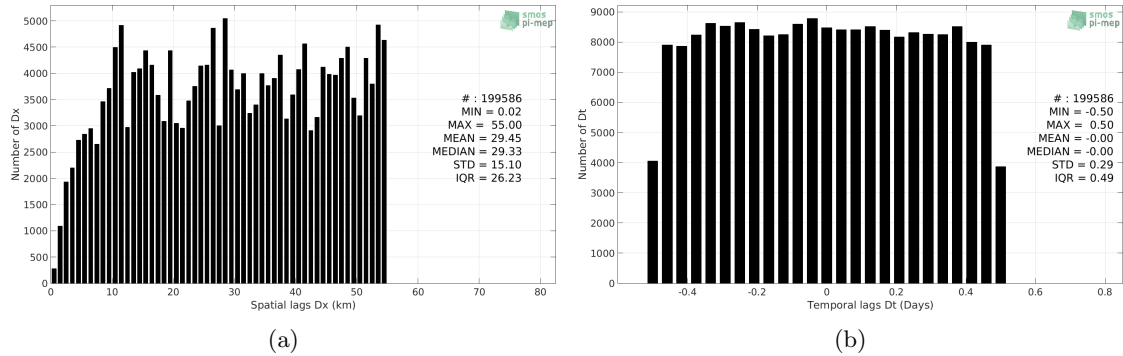 5000
4500
4000
3500
3000
2500
2000
1500
1000
500
0
Number of Dx
0 10 20 30 40 50 60 70 80
Spatial lags Dx (km)
smos
pi-mep
# : 199586
MIN = 0.02
MAX = 55.00
MEAN = 29.45
MEDIAN = 29.33
STD = 15.10
IQR = 26.23
(a)
9000
8000
7000
6000
5000
4000
3000
2000
1000
0
Number of Dt
-0.4 -0.2 0 0.2 0.4 0.6 0.8
Temporal lags Dt (Days)
smos
pi-mep
# : 199586
MIN = -0.50
MAX = 0.50
MEAN = -0.00
MEDIAN = -0.00
STD = 0.29
IQR = 0.49
(b)